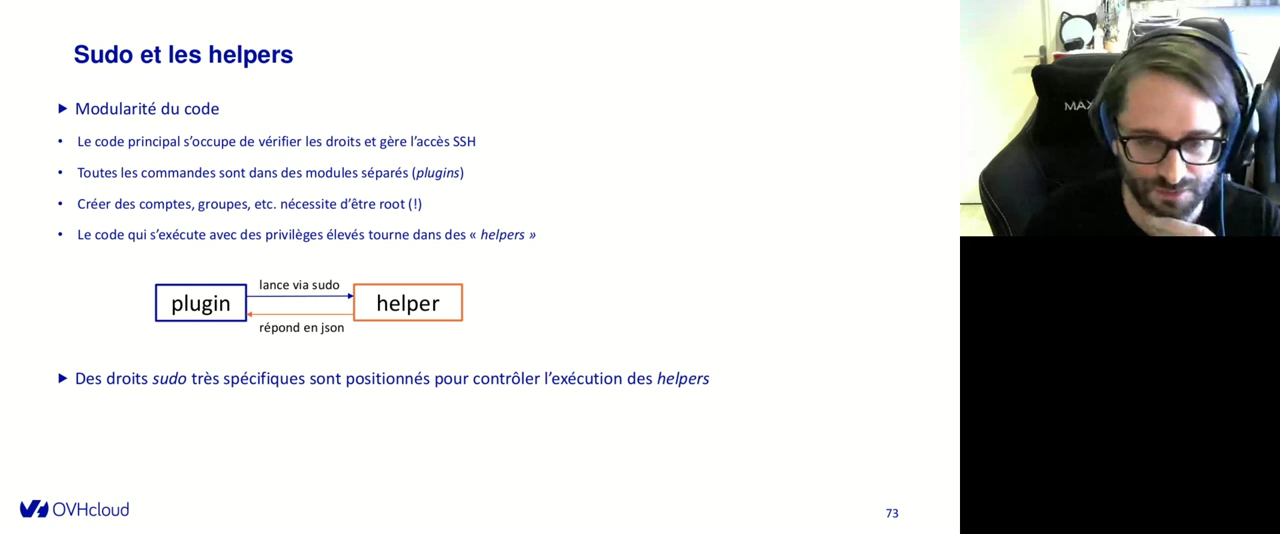 Sudo et les helpers
Modularité du code
Le code principal s’occupe de vérifier les droits et gère l’accès SSH
Toutes les commandes sont dans des modules séparés (plugins)
Créer des comptes, groupes, etc. nécessite d’être root (!)
Le code qui s’exécute avec des privilèges élevés tourne dans des « helpers »
lance via sudo
plugin
helper
répond en json
Des droits sudo très spécifiques sont positionnés pour contrôler l’exécution des helpers
OVHcloud
73
MAX